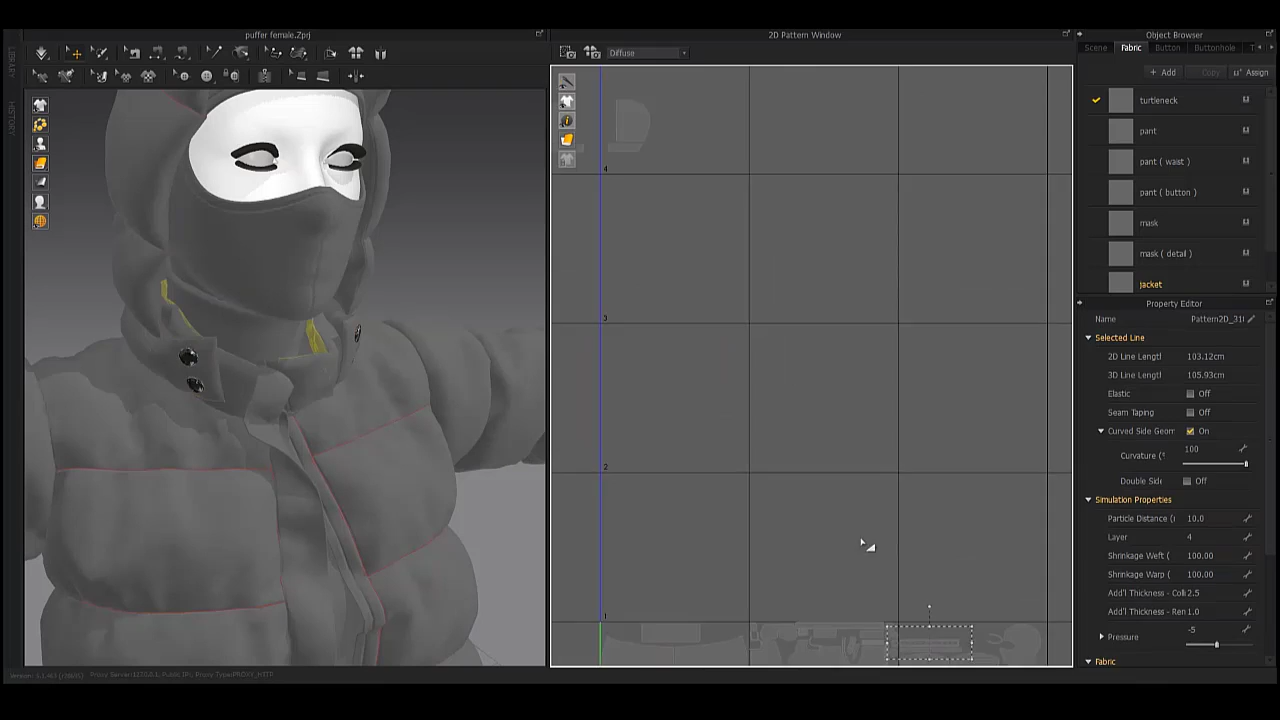 puffer female.Zprj
2D Pattern Window
Object Browser
LIBRARY
HISTORY
Diffuse
Scene
Fabric
Button
Buttonhole
+ Add
Copy
Assign
turtleneck
pant
pant ( waist )
pant ( button )
mask
mask ( detail )
jacket
4
3
2
1
Property Editor
Name
Pattern2D_31
Selected Line
2D Line Lengtl 103.12cm
3D Line Lengtl 105.93cm
Elastic Off
Seam Taping Off
Curved Side Geom On
Curvature (° 100
Double Side Off
Simulation Properties
Particle Distance ( 10.0
Layer 4
Shrinkage Weft ( 100.00
Shrinkage Warp ( 100.00
Add'l Thickness - Colli 2.5
Add'l Thickness - Ren 1.0
Pressure -5
Fabric